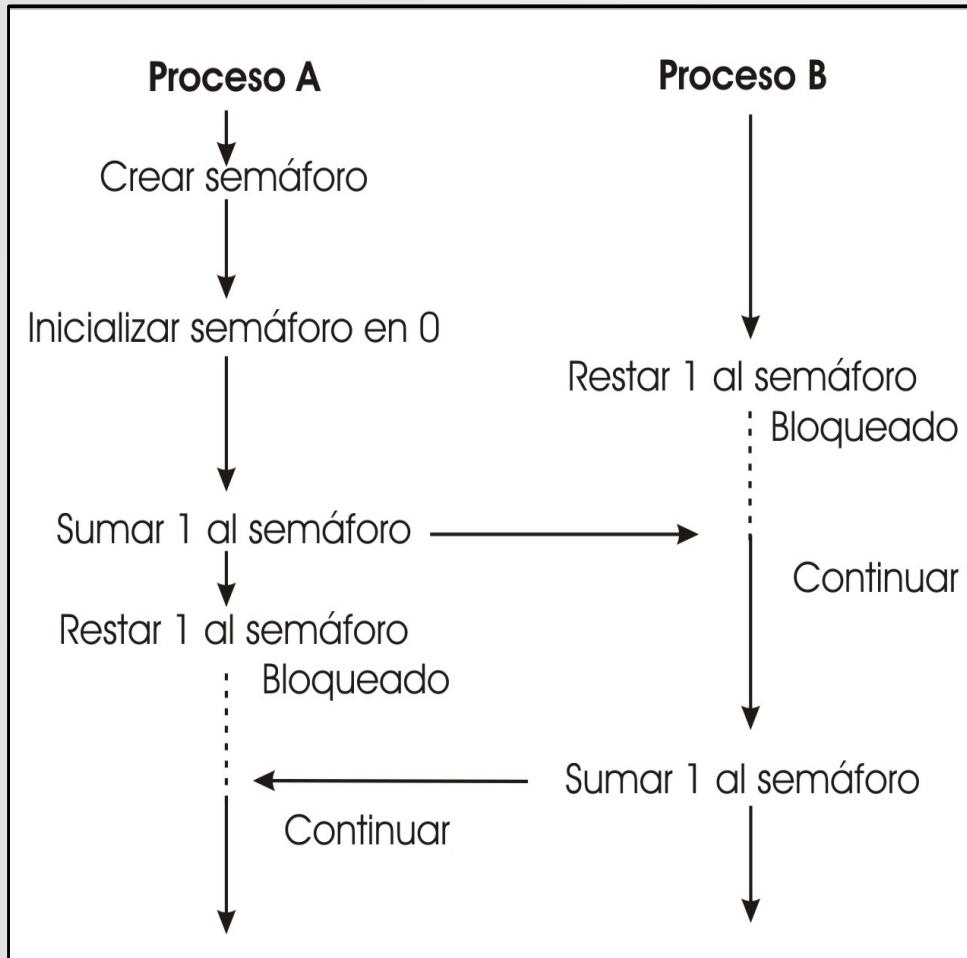 Proceso A
Proceso B
Crear semáforo
Inicializar semáforo en 0
Restar 1 al semáforo
Bloqueado
Sumar 1 al semáforo
Continuar
Restar 1 al semáforo
Bloqueado
Sumar 1 al semáforo
Continuar